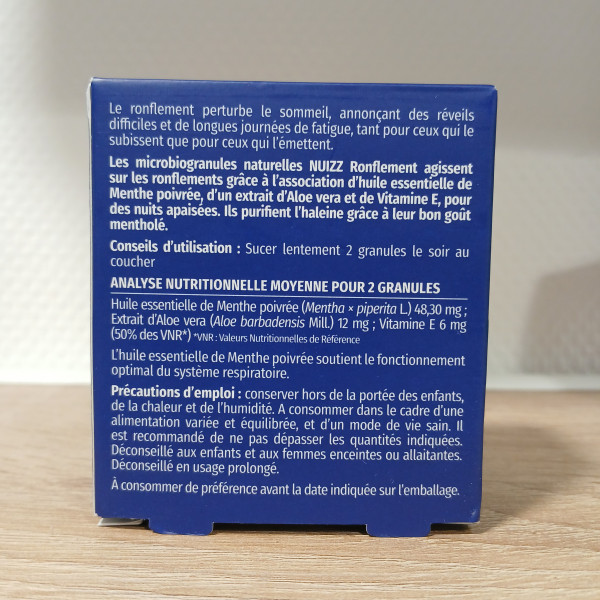 Le ronflement perturbe le sommeil, annonçant des réveils
difficiles et de longues journées de fatigue, tant pour ceux qui le
subissent que pour ceux qui l'émettent.
Les microbiogranules naturelles NUIZZ Ronflement agissent
sur les ronflements grâce à l'association d'huile essentielle de
Menthe poivrée, d'un extrait d'Aloe vera et de Vitamine E, pour
des nuits apaisées. Ils purifient l'haleine grâce à leur bon goût
mentholé.
Conseils d'utilisation : Sucer lentement 2 granules le soir au
coucher
ANALYSE NUTRITIONNELLE MOYENNE POUR 2 GRANULES
Huile essentielle de Menthe poivrée (Mentha × piperita L.) 48,30 mg ;
Extrait d'Aloe vera (Aloe barbadensis Mill.) 12 mg ; Vitamine E 6 mg
(50% des VNR*) *VNR : Valeurs Nutritionnelles de Référence
L'huile essentielle de Menthe poivrée soutient le fonctionnement
optimal du système respiratoire.
Précautions d'emploi : conserver hors de la portée des enfants,
de la chaleur et de l'humidité. A consommer dans le cadre d'une
alimentation variée et équilibrée, et d'un mode de vie sain. Il
est recommandé de ne pas dépasser les quantités indiquées.
Déconseillé aux enfants et aux femmes enceintes ou allaitantes.
Déconseillé en usage prolongé.
À consommer de préférence avant la date indiquée sur l'emballage.